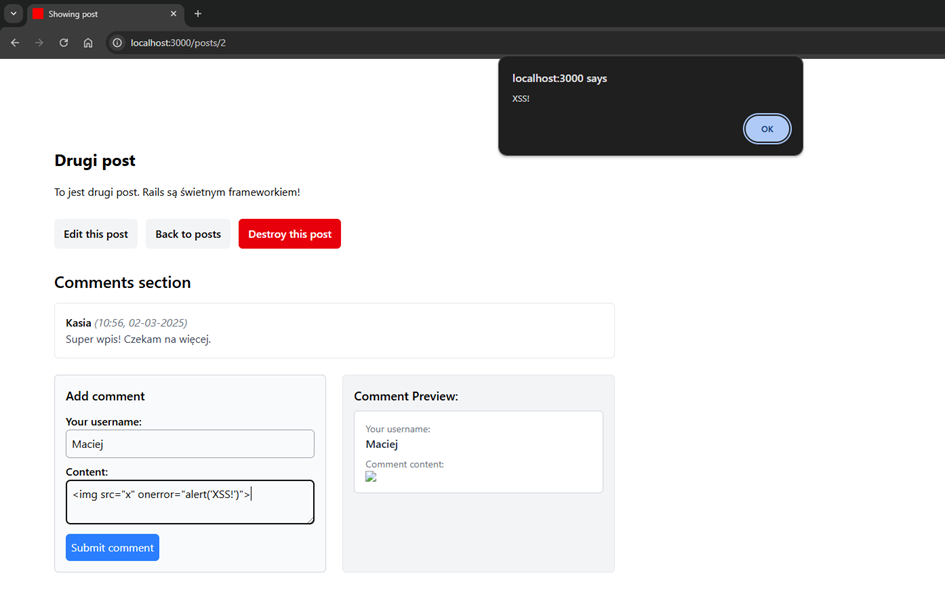 Showing post
localhost:3000/posts/2
localhost:3000 says
XSS!
OK
Drugi post
To jest drugi post. Rails są świetnym frameworkiem!
Edit this post
Back to posts
Destroy this post
Comments section
Kasia (10:56, 02-03-2025)
Super wpis! Czekam na więcej.
Add comment
Your username:
Maciej
Content:
<img src="x" onerror="alert('XSS!')">
Submit comment
Comment Preview:
Your username:
Maciej
Comment content: